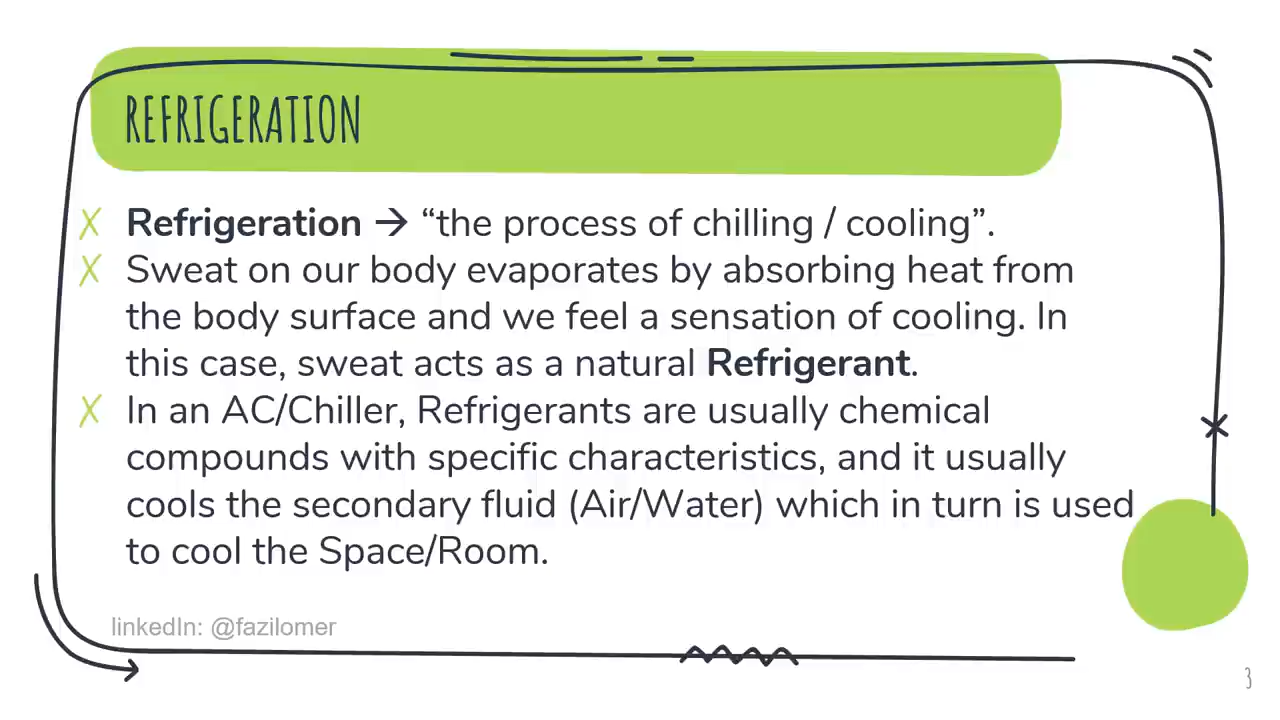 REFRIGERATION
Refrigeration → “the process of chilling / cooling”.
Sweat on our body evaporates by absorbing heat from
the body surface and we feel a sensation of cooling. In
this case, sweat acts as a natural Refrigerant.
In an AC/Chiller, Refrigerants are usually chemical
compounds with specific characteristics, and it usually
cools the secondary fluid (Air/Water) which in turn is used
to cool the Space/Room.
linkedIn: @fazilomer
3